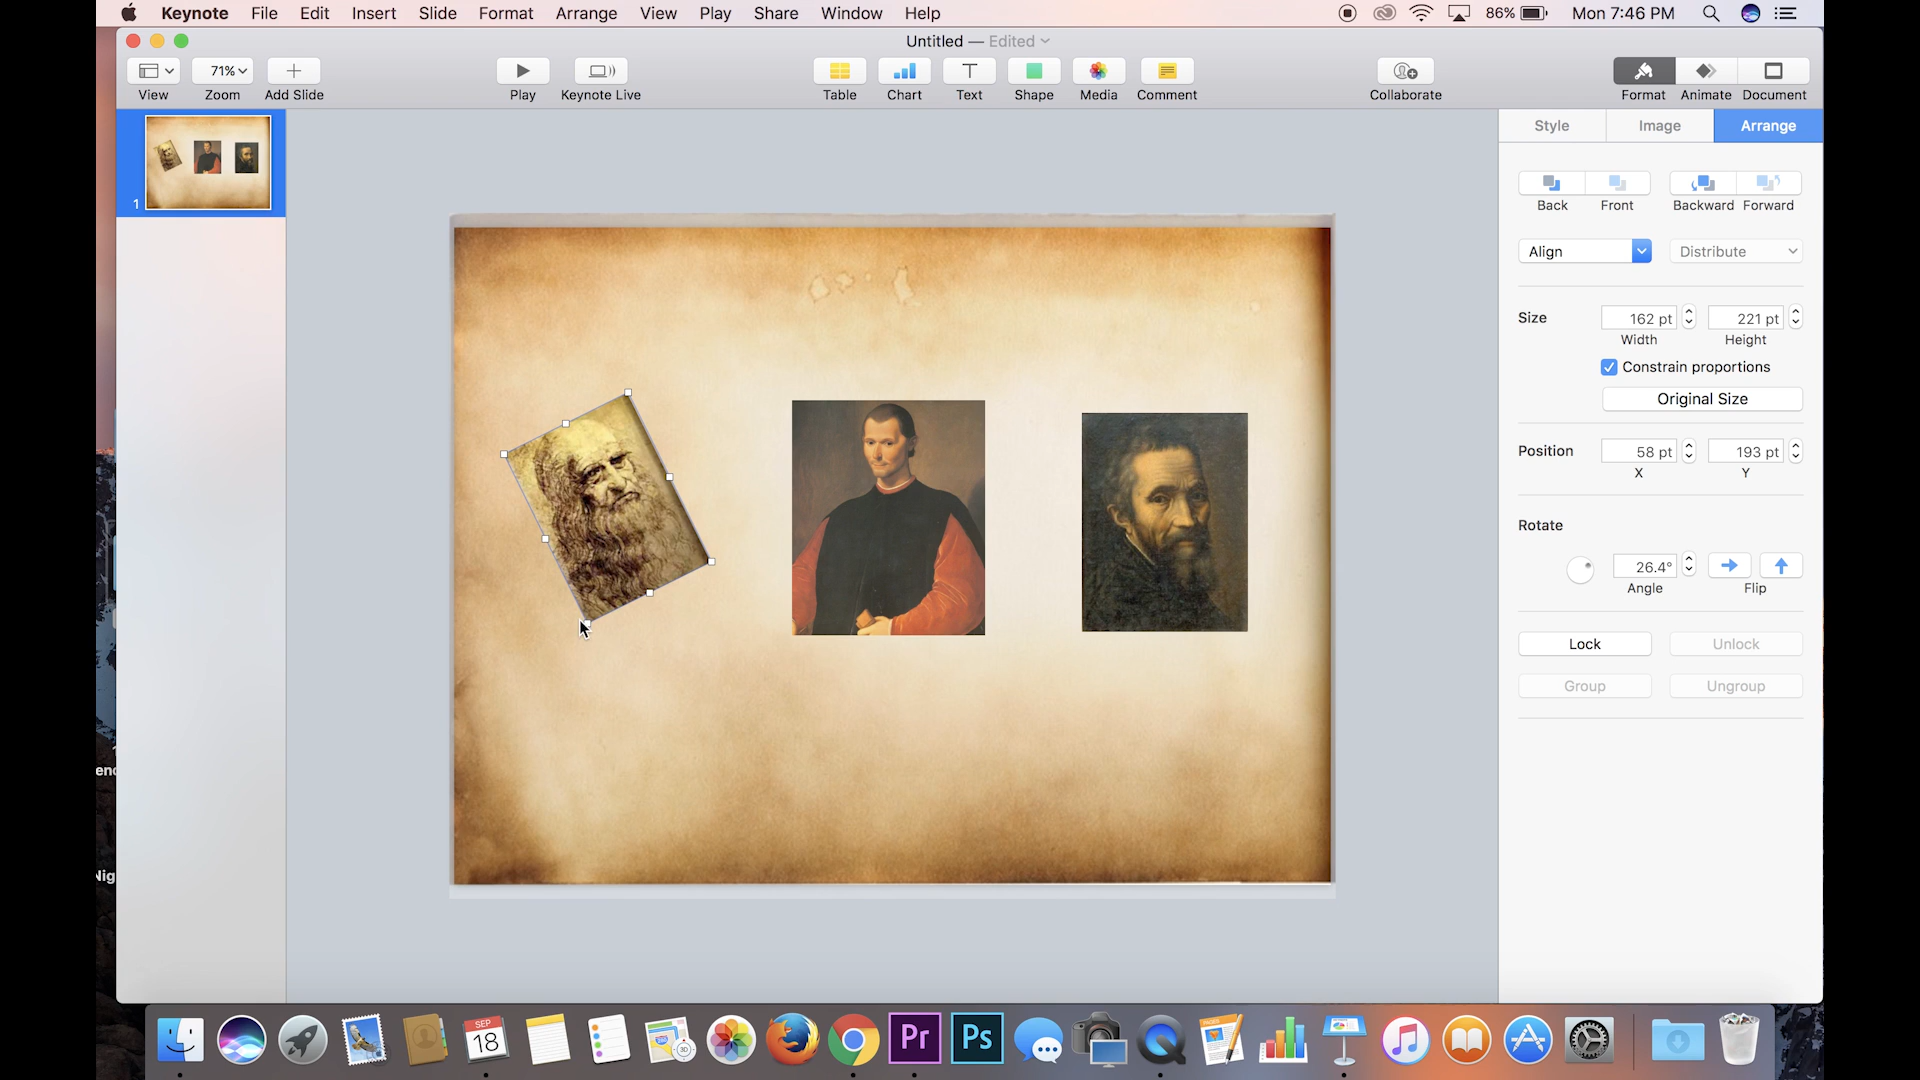 Keynote File Edit Insert Slide Format Arrange View Play Share Window Help 86% Mon 7:46 PM
Untitled — Edited
71%
View Zoom Add Slide Play Keynote Live Table Chart Text Shape Media Comment Collaborate Format Animate Document
Style Image Arrange
1
Back Front Backward Forward
Align Distribute
Size 162 pt 221 pt
Width Height
Constrain proportions
Original Size
Position 58 pt 193 pt
X Y
Rotate
26.4°
Angle Flip
Lock Unlock
Group Ungroup
SEP
18
Pr Ps